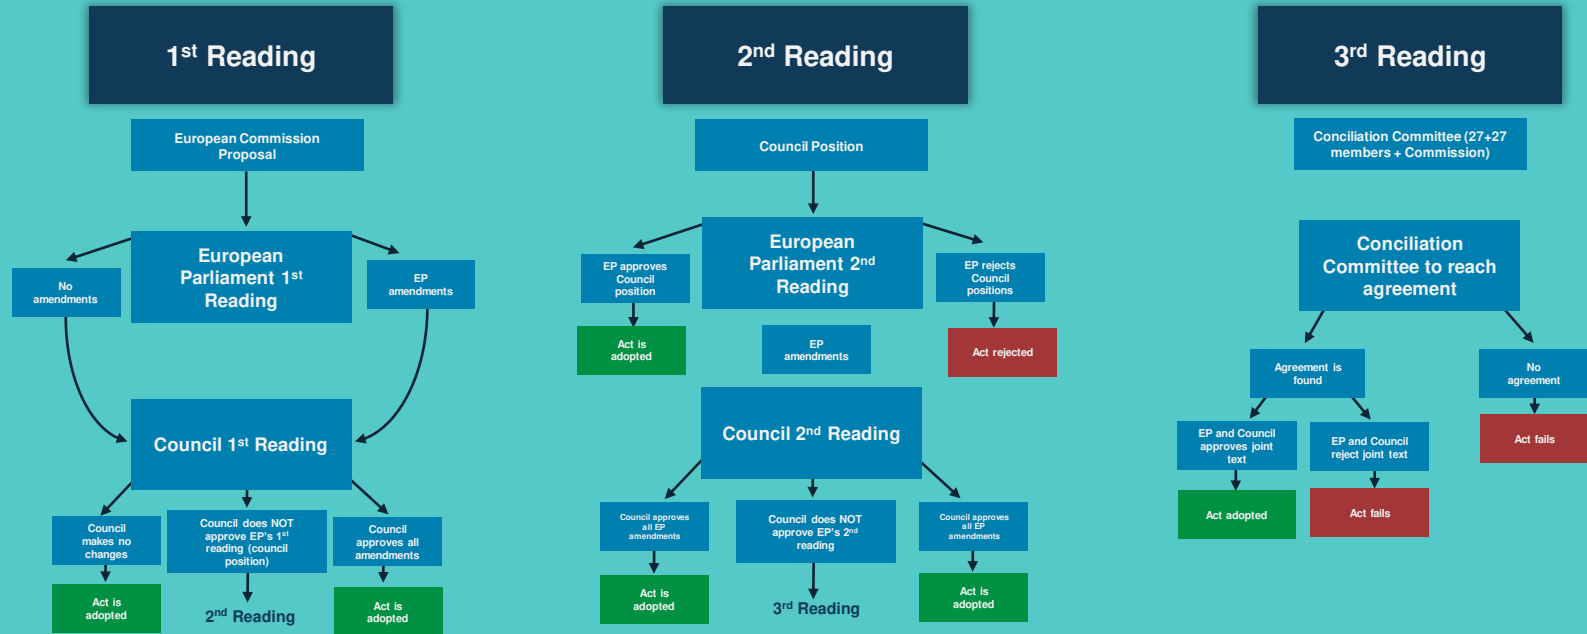 1st Reading
European Commission
Proposal
European
Parliament 1st
Reading
No
amendments
EP
amendments
Council 1st Reading
Council
makes no
changes
Council does NOT
approve EP's 1st
reading (council
position)
Council
approves all
amendments
Act is
adopted
2nd Reading
Act is
adopted
2nd Reading
Council Position
European
Parliament 2nd
Reading
EP approves
Council
position
EP rejects
Council
positions
Act is
adopted
EP
amendments
Act rejected
Council 2nd Reading
Council approves
all EP
amendments
Council does NOT
approve EP's 2nd
reading
Council approves
all EP
amendments
Act is
adopted
3rd Reading
Act is
adopted
3rd Reading
Conciliation Committee (27+27
members + Commission)
Conciliation
Committee to reach
agreement
Agreement is
found
No
agreement
EP and Council
approves joint
text
EP and Council
reject joint text
Act fails
Act adopted
Act fails